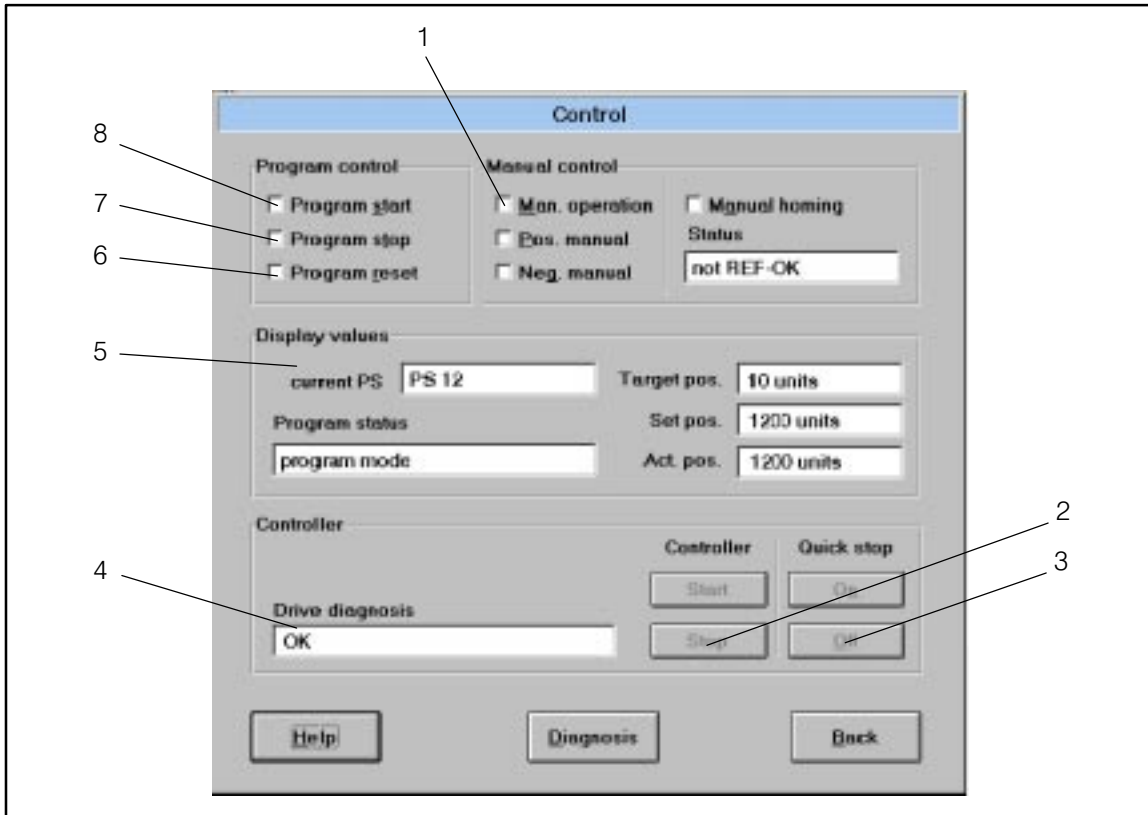 1
Control
8
7
6
Program control
Program start
Program stop
Program reset
Manual control
Man. operation
Pos. manual
Neg. manual
Manual homing
Status
not REF-OK
5
Display values
current PS
PS 12
Program status
program mode
Target pos.
10 units
Set pos.
1200 units
Act. pos.
1200 units
2
3
4
Controller
Drive diagnosis
OK
Controller
Start
Stop
Quick stop
On
Off
Help
Diagnosis
Back